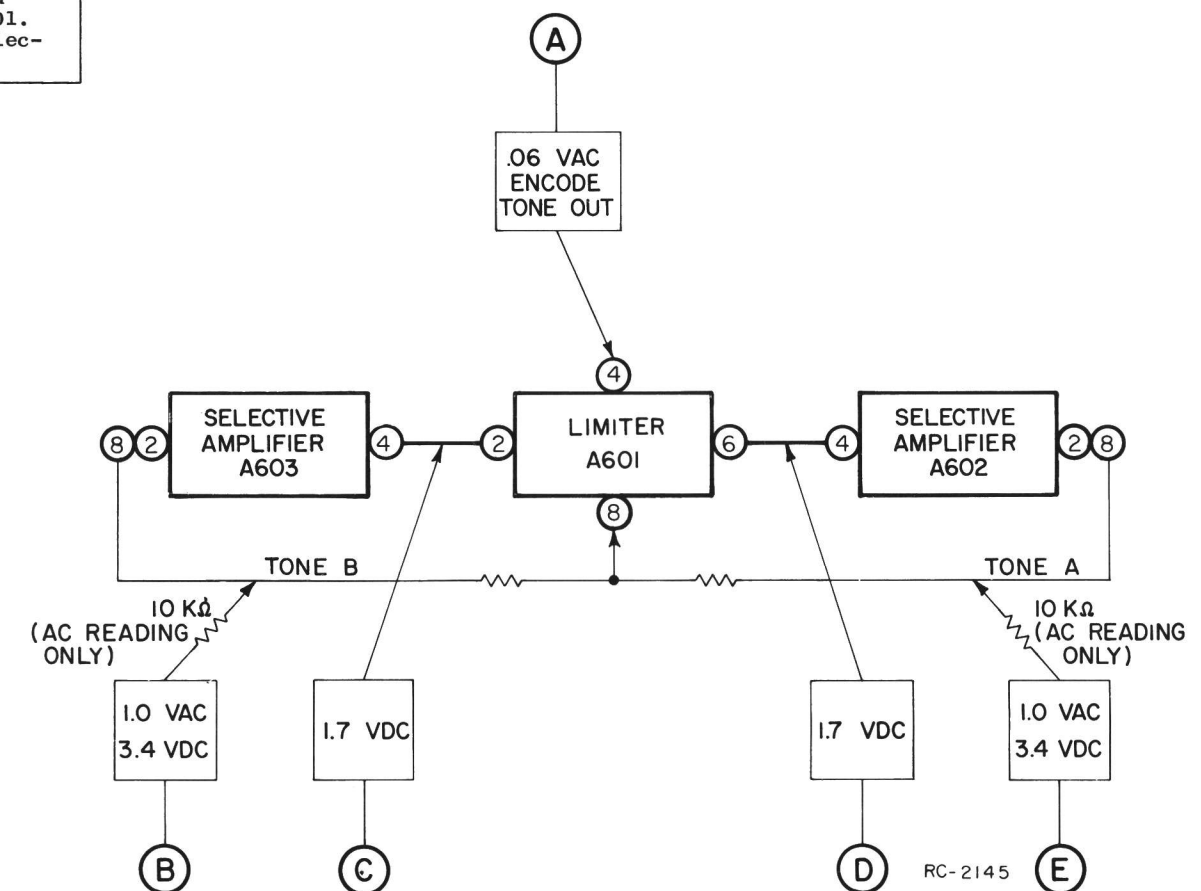 01.
lec-
A
.06 VAC
ENCODE
TONE OUT
4
SELECTIVE
AMPLIFIER
A603
8
2
4
2
LIMITER
A601
6
4
SELECTIVE
AMPLIFIER
A602
2
8
8
TONE B
TONE A
10 KΩ
(AC READING
ONLY)
10 KΩ
(AC READING
ONLY)
1.0 VAC
3.4 VDC
1.7 VDC
1.7 VDC
1.0 VAC
3.4 VDC
B
C
D
RC-2145
E